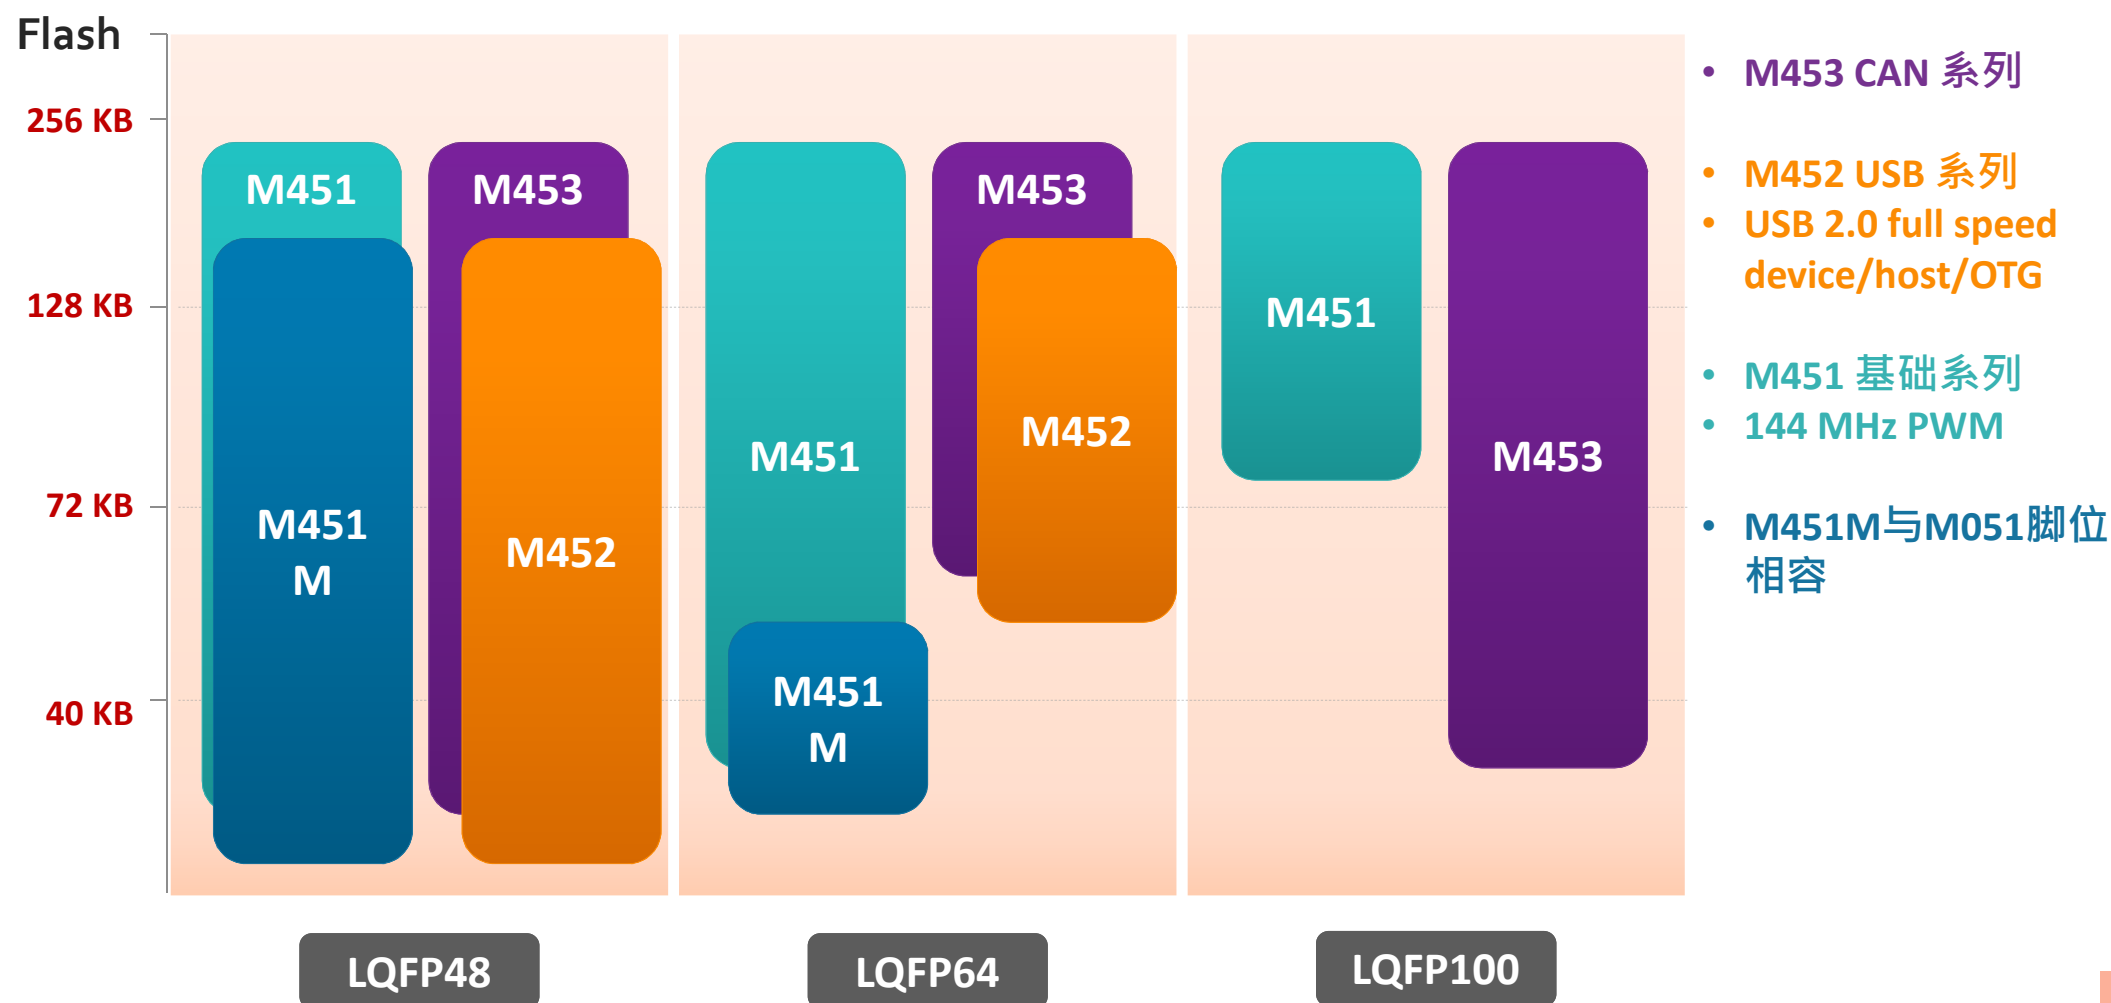 Flash
256 KB
128 KB
72 KB
40 KB
M451
M453
M451
M
M452
LQFP48
M451
M453
M452
M451
M
LQFP64
M451
M453
LQFP100
• M453 CAN 系列
• M452 USB 系列
• USB 2.0 full speed
device/host/OTG
• M451 基础系列
• 144 MHz PWM
• M451M与M051脚位
相容